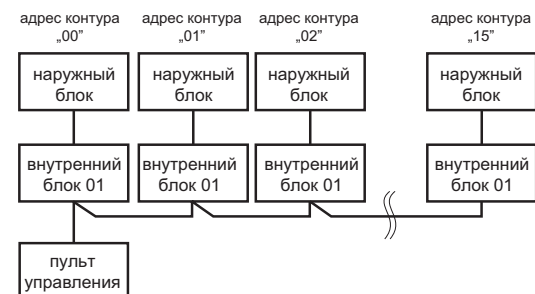 адрес контура адрес контура адрес контура адрес контура
„00” „01” „02” „15”
наружный наружный наружный наружный
блок блок блок блок
внутренний внутренний внутренний внутренний
блок 01 блок 01 блок 01 блок 01
пульт
управления